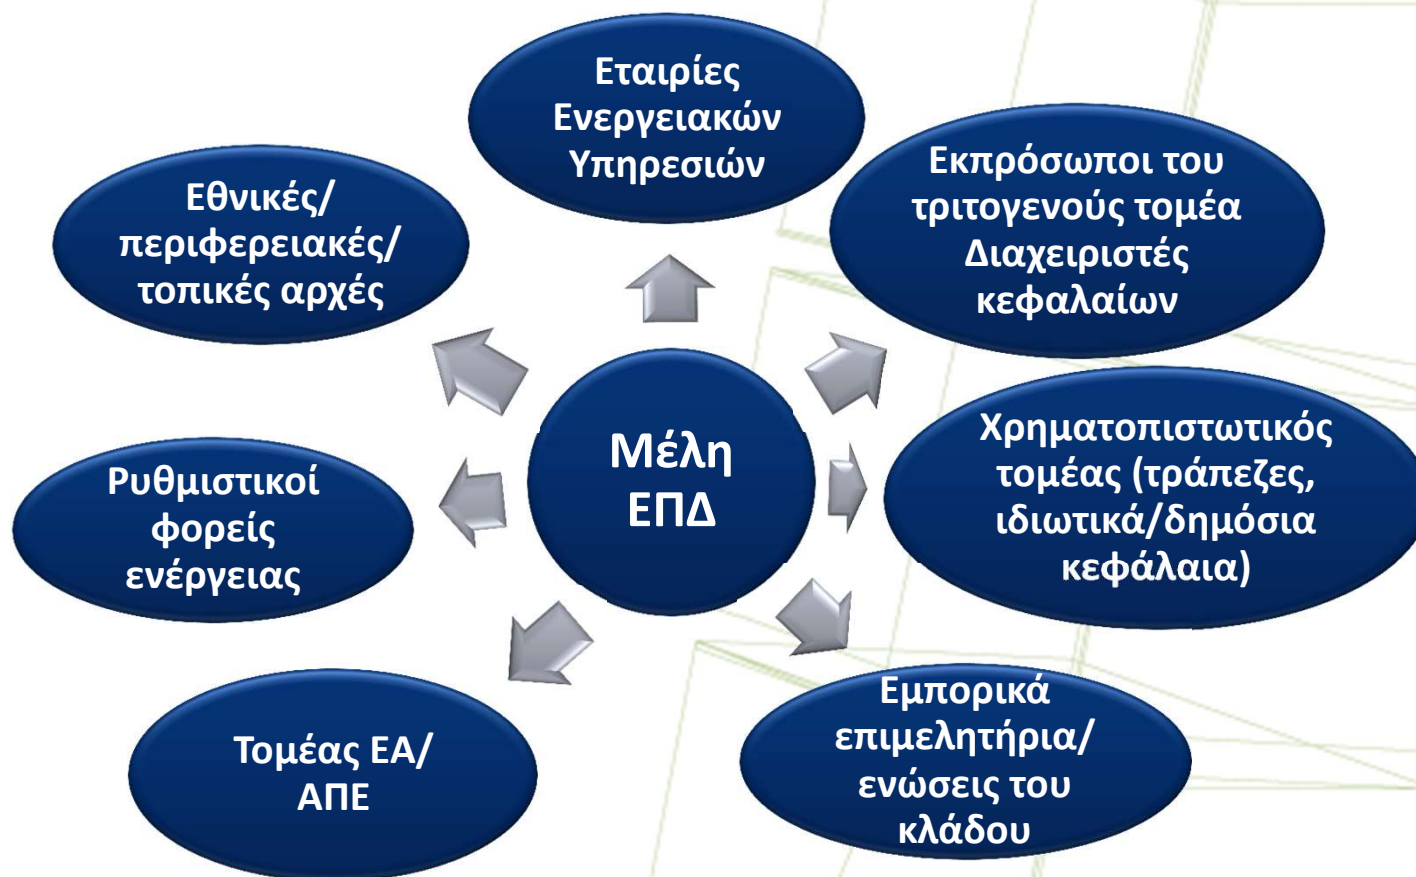 Εταιρίες
Ενεργειακών
Υπηρεσιών
Εκπρόσωποι του
τριτογενούς τομέα
Διαχειριστές
κεφαλαίων
Εθνικές/
περιφερειακές/
τοπικές αρχές
Μέλη
ΕΠΔ
Χρηματοπιστωτικός
τομέας (τράπεζες,
ιδιωτικά/δημόσια
κεφάλαια)
Ρυθμιστικοί
φορείς
ενέργειας
Εμπορικά
επιμελητήρια/
ενώσεις του
κλάδου
Τομέας ΕΑ/
ΑΠΕ